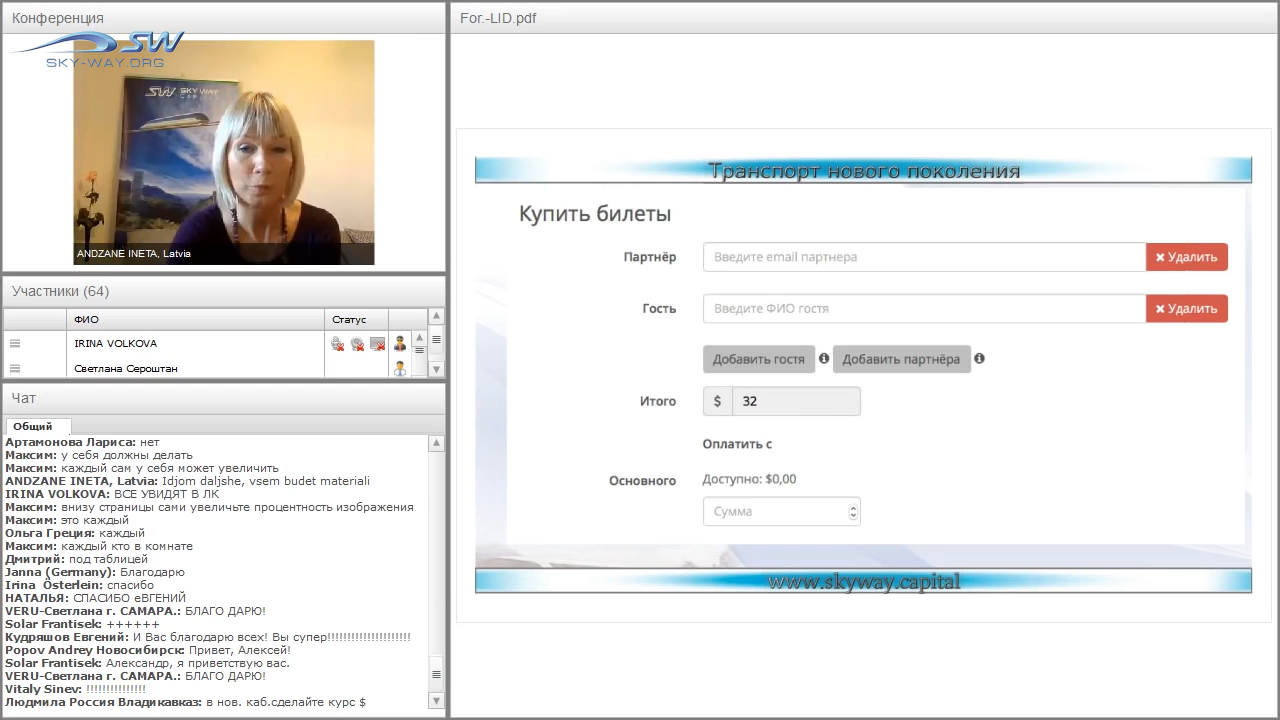 Конференция
SW
SKY-WAY.ORG
SW SKY WAY
CAPITAL
ANDZANE INETA, Latvia
Участники (64)
ФИО
Статус
IRINA VOLKOVA
Светлана Сероштан
Чат
Общий
Артамонова Лариса: нет
Максим: у себя должны делать
Максим: каждый сам у себя может увеличить
ANDZANE INETA, Latvia: Idjom daljshe, vsem budet materiali
IRINA VOLKOVA: ВСЕ УВИДЯТ В ЛК
Максим: внизу страницы сами увеличьте процентность изображения
Максим: это каждый
Ольга Греция: каждый
Максим: каждый кто в комнате
Дмитрий: под таблицей
Janna (Germany): Благодарю
Irina Österlein: спасибо
НАТАЛЬЯ: СПАСИБО еВГЕНИЙ
VERU-Светлана г. САМАРА.: БЛАГО ДАРЮ!
Solar Frantisek: ++++++
Кудряшов Евгений: И Вас благодарю всех! Вы супер!!!!!!!!!!!!!!!!!!!!!
Popov Andrey Новосибирск: Привет, Алексей!
Solar Frantisek: Александр, я приветствую вас.
VERU-Светлана г. САМАРА.: БЛАГО ДАРЮ!
Vitaly Sinev: !!!!!!!!!!!!!!!
Людмила Россия Владикавказ: в нов. каб.сделайте курс $
For.-LID.pdf
Транспорт нового поколения
Купить билеты
Партнёр
Введите email партнера
Удалить
Гость
Введите ФИО гостя
Удалить
Добавить гостя
Добавить партнёра
Итого
$ 32
Оплатить с
Основного
Доступно: $0,00
Сумма
www.skyway.capital